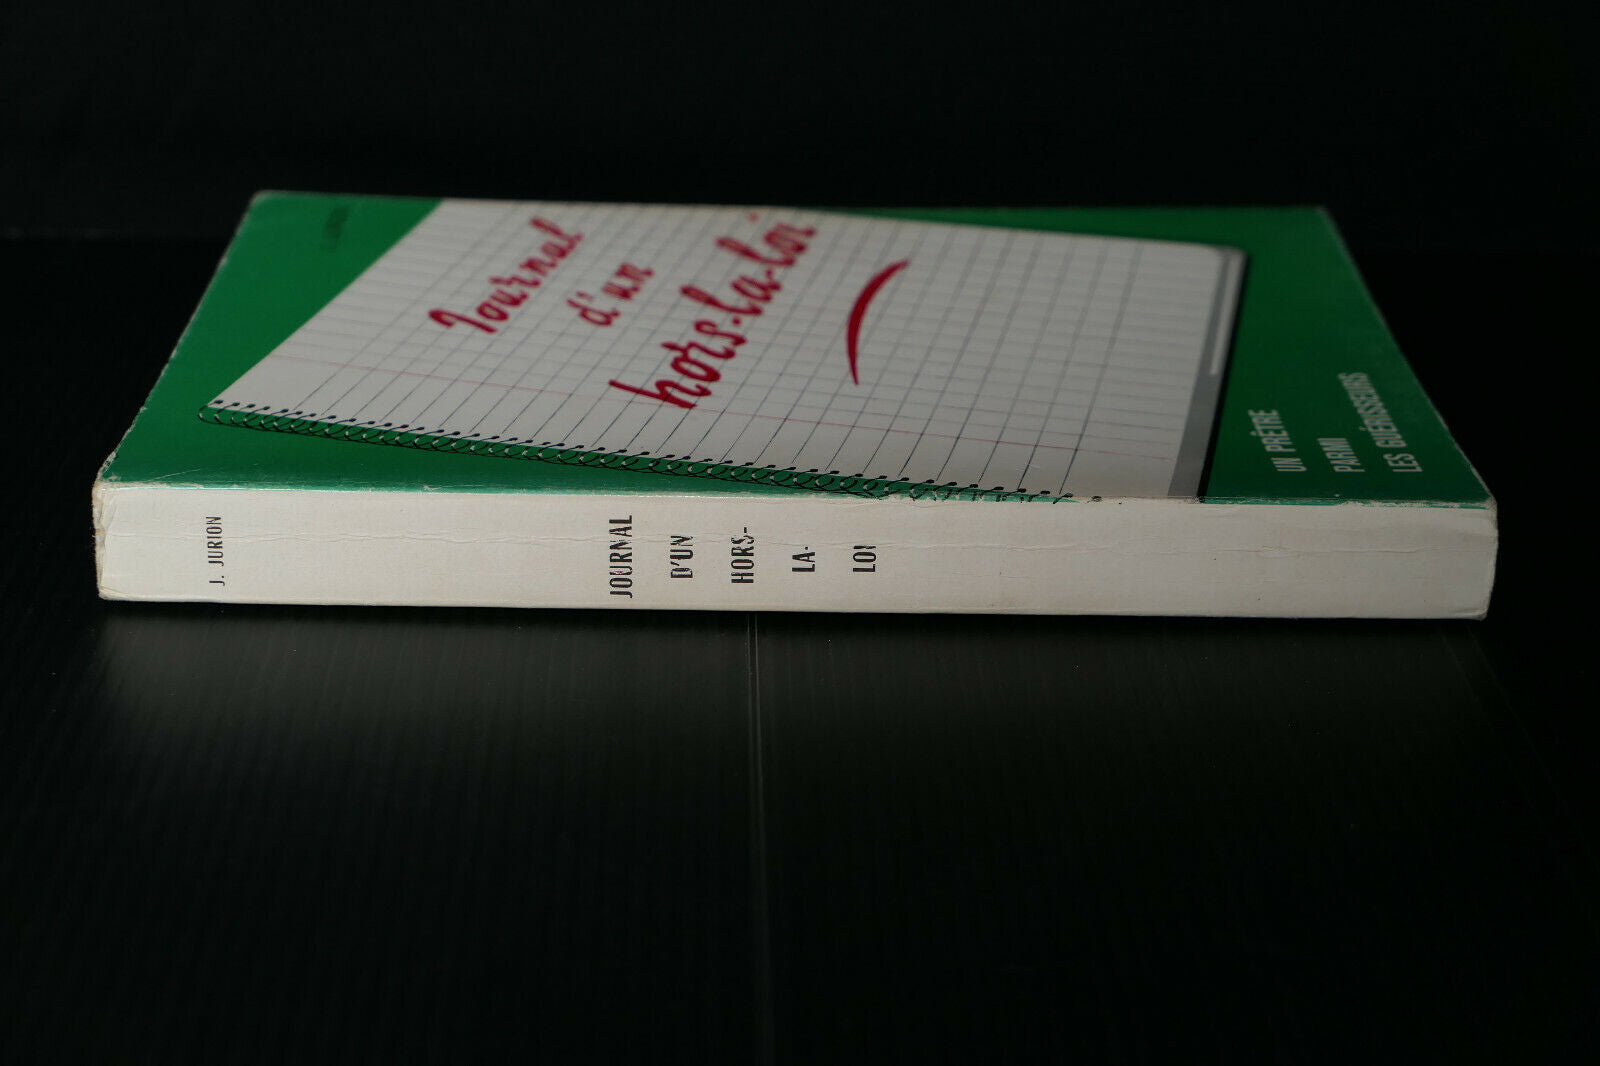 Journal
d'un
hors-la-loi
UN PRÊTRE
PARMI
LES GUÉRISSEURS
J. JURION
JOURNAL
D'UN
HORS-
LA-
LOI